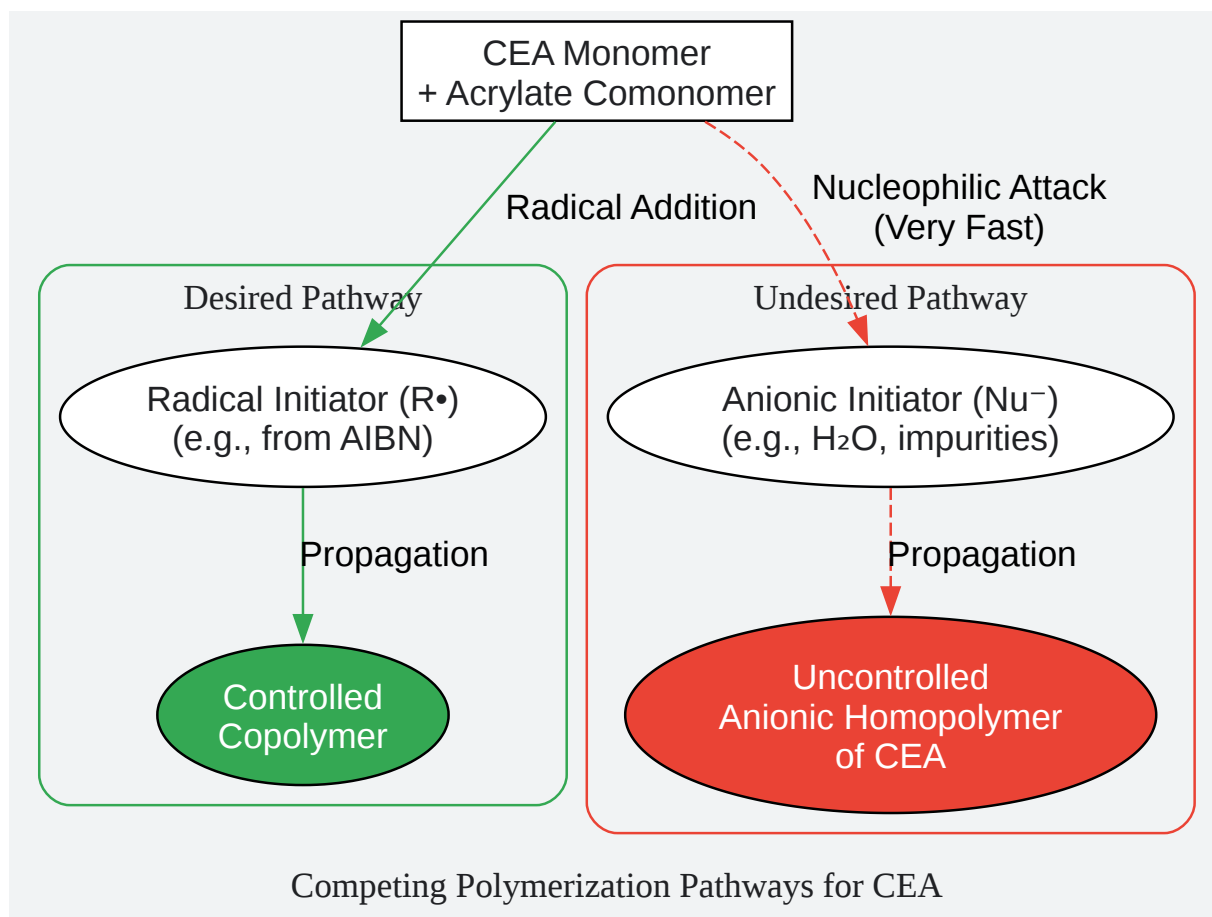 CEA Monomer
+ Acrylate Comonomer
Radical Addition
Nucleophilic Attack
(Very Fast)
Desired Pathway
Radical Initiator (R•)
(e.g., from AIBN)
Propagation
Controlled
Copolymer
Undesired Pathway
Anionic Initiator (Nu⁻)
(e.g., H₂O, impurities)
Propagation
Uncontrolled
Anionic Homopolymer
of CEA
Competing Polymerization Pathways for CEA